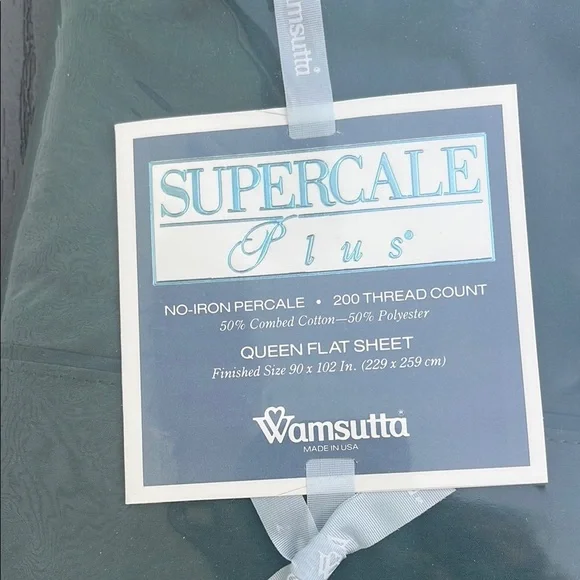 Wamsutta
SUPERCALE
Plus®
NO-IRON PERCALE • 200 THREAD COUNT
50% Combed Cotton—50% Polyester
QUEEN FLAT SHEET
Finished Size 90 x 102 In. (229 x 259 cm)
Wamsutta®
MADE IN USA